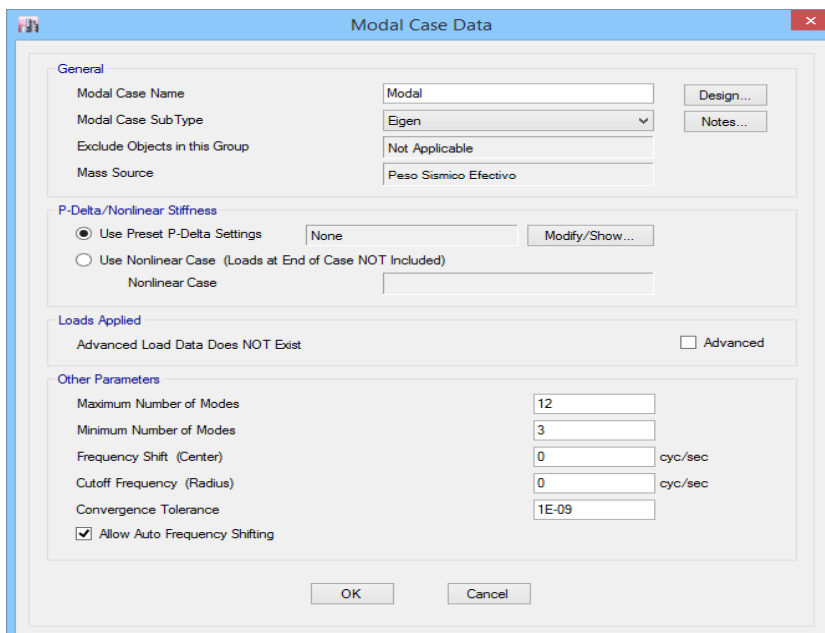 Modal Case Data
General
Modal Case Name Modal Design...
Modal Case SubType Eigen Notes...
Exclude Objects in this Group Not Applicable
Mass Source Peso Sismico Efectivo
P-Delta/Nonlinear Stiffness
Use Preset P-Delta Settings None Modify/Show...
Use Nonlinear Case (Loads at End of Case NOT Included)
Nonlinear Case
Loads Applied
Advanced Load Data Does NOT Exist Advanced
Other Parameters
Maximum Number of Modes 12
Minimum Number of Modes 3
Frequency Shift (Center) 0 cyc/sec
Cutoff Frequency (Radius) 0 cyc/sec
Convergence Tolerance 1E-09
Allow Auto Frequency Shifting
OK Cancel